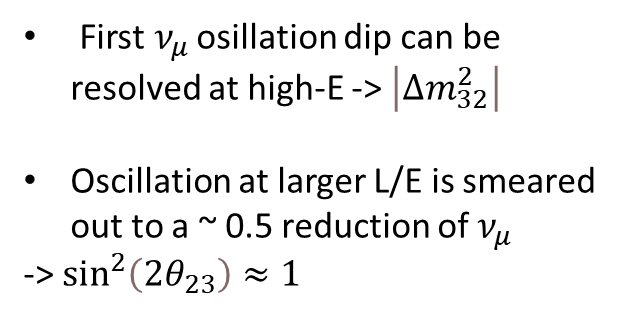 • First ν_μ osillation dip can be
resolved at high-E -> |Δm²₃₂|
• Oscillation at larger L/E is smeared
out to a ~ 0.5 reduction of ν_μ
-> sin²(2θ₂₃) ≈ 1